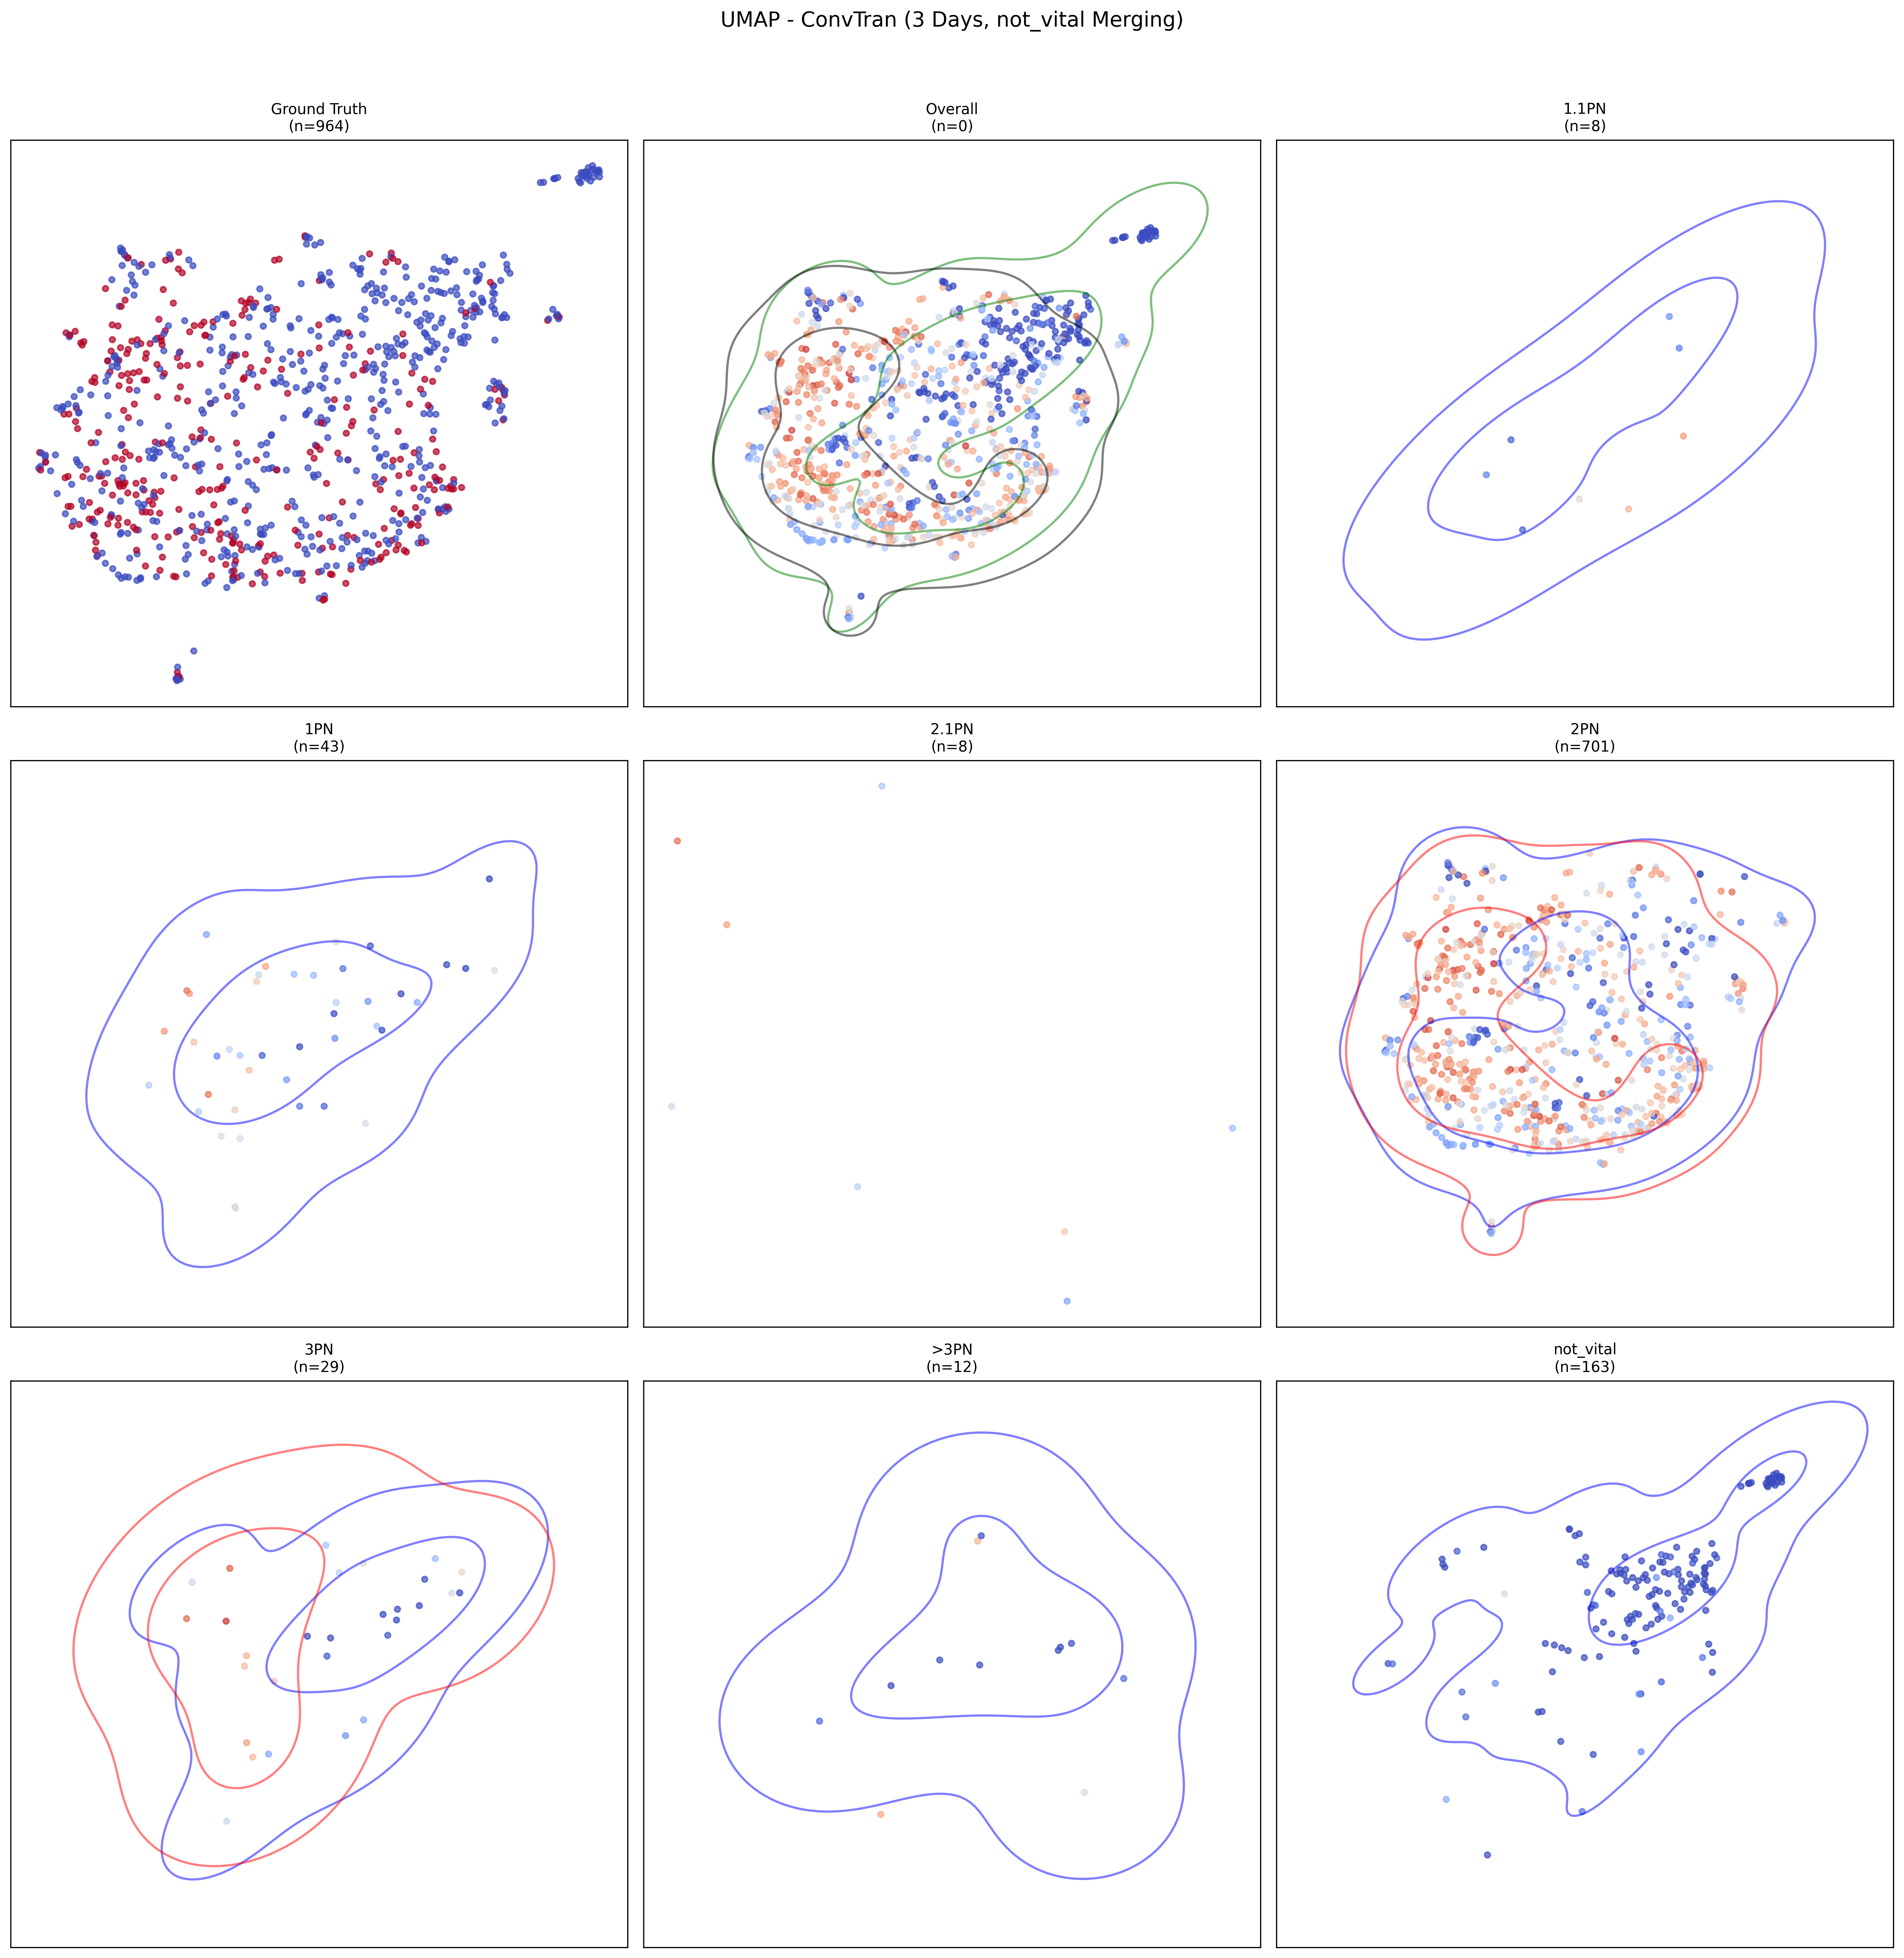 UMAP - ConvTran (3 Days, not_vital Merging)
Ground Truth
(n=964)
Overall
(n=0)
1.1PN
(n=8)
1PN
(n=43)
2.1PN
(n=8)
2PN
(n=701)
3PN
(n=29)
>3PN
(n=12)
not_vital
(n=163)